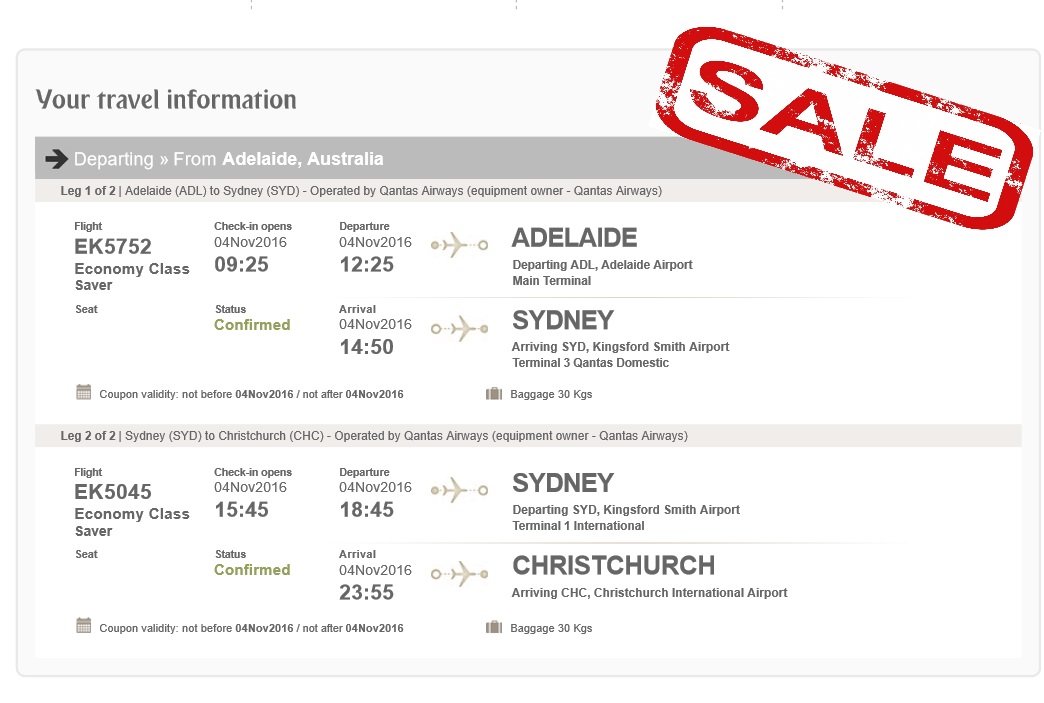 SALE
Your travel information
Departing » From Adelaide, Australia
Leg 1 of 2 | Adelaide (ADL) to Sydney (SYD) - Operated by Qantas Airways (equipment owner - Qantas Airways)
Flight Check-in opens Departure
EK5752 04Nov2016 04Nov2016 ADELAIDE
Economy Class 09:25 12:25 Departing ADL, Adelaide Airport
Saver Main Terminal
Seat Status Arrival
Confirmed 04Nov2016 SYDNEY
14:50 Arriving SYD, Kingsford Smith Airport
Terminal 3 Qantas Domestic
Coupon validity: not before 04Nov2016 / not after 04Nov2016 Baggage 30 Kgs
Leg 2 of 2 | Sydney (SYD) to Christchurch (CHC) - Operated by Qantas Airways (equipment owner - Qantas Airways)
Flight Check-in opens Departure
EK5045 04Nov2016 04Nov2016 SYDNEY
Economy Class 15:45 18:45 Departing SYD, Kingsford Smith Airport
Saver Terminal 1 International
Seat Status Arrival
Confirmed 04Nov2016 CHRISTCHURCH
23:55 Arriving CHC, Christchurch International Airport
Coupon validity: not before 04Nov2016 / not after 04Nov2016 Baggage 30 Kgs